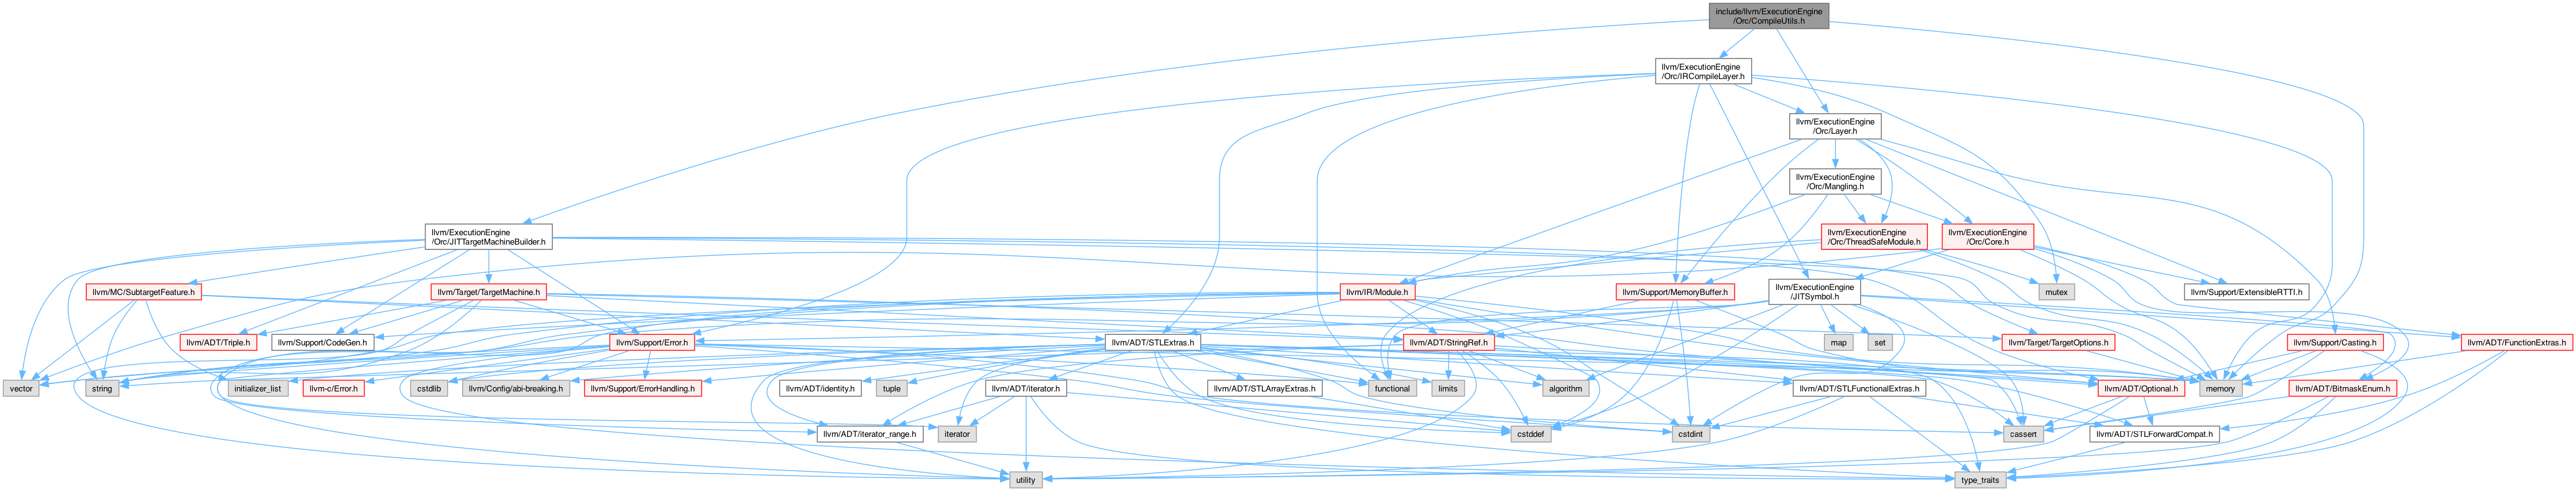 include/llvm/ExecutionEngine
/Orc/CompileUtils.h
llvm/ExecutionEngine
/Orc/IRCompileLayer.h
llvm/ExecutionEngine
/Orc/Layer.h
llvm/ExecutionEngine
/Orc/Mangling.h
llvm/ExecutionEngine
/Orc/JITTargetMachineBuilder.h
llvm/ExecutionEngine
/Orc/ThreadSafeModule.h
llvm/ExecutionEngine
/Orc/Core.h
llvm/MC/SubtargetFeature.h
llvm/Target/TargetMachine.h
llvm/IR/Module.h
llvm/Support/MemoryBuffer.h
llvm/ExecutionEngine
/JITSymbol.h
mutex
llvm/Support/ExtensibleRTTI.h
llvm/ADT/Triple.h
llvm/Support/CodeGen.h
llvm/Support/Error.h
llvm/ADT/STLExtras.h
llvm/ADT/StringRef.h
map
set
llvm/Target/TargetOptions.h
llvm/Support/Casting.h
llvm/ADT/FunctionExtras.h
vector
string
initializer_list
llvm-c/Error.h
cstdlib
llvm/Config/abi-breaking.h
llvm/Support/ErrorHandling.h
llvm/ADT/identity.h
tuple
llvm/ADT/iterator.h
llvm/ADT/STLArrayExtras.h
functional
limits
algorithm
llvm/ADT/STLFunctionalExtras.h
llvm/ADT/Optional.h
memory
llvm/ADT/BitmaskEnum.h
llvm/ADT/iterator_range.h
iterator
cstddef
cstdint
cassert
llvm/ADT/STLForwardCompat.h
utility
type_traits